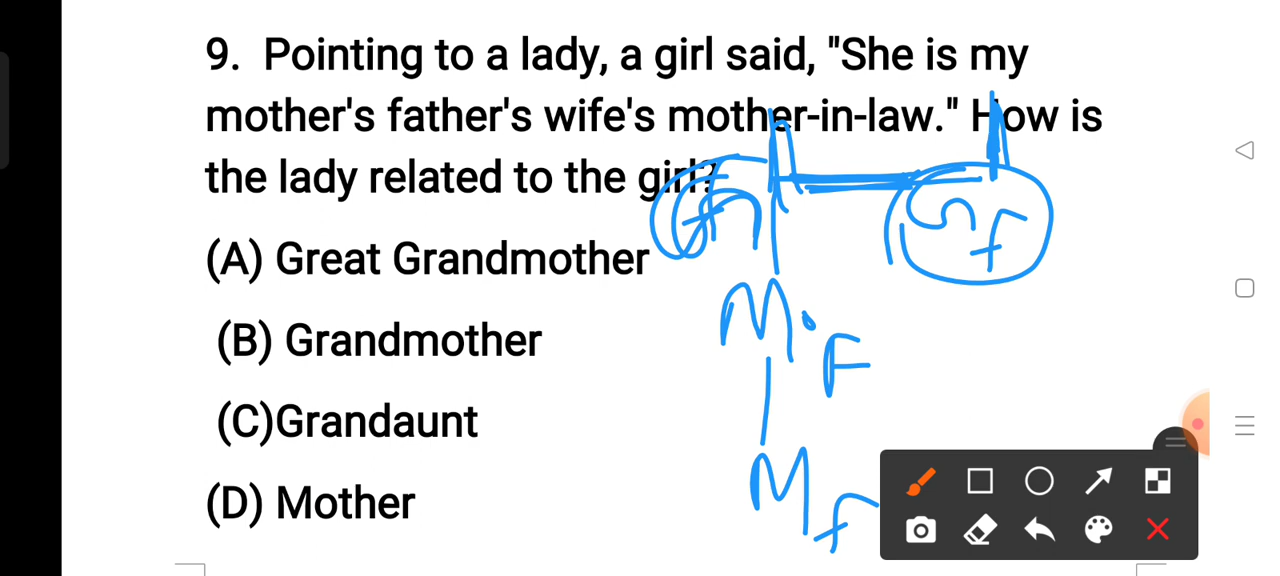 9. Pointing to a lady, a girl said, "She is my
mother's father's wife's mother-in-law." How is
the lady related to the girl?
(A) Great Grandmother
(B) Grandmother
(C)Grandaunt
(D) Mother
M
F
M
f
f